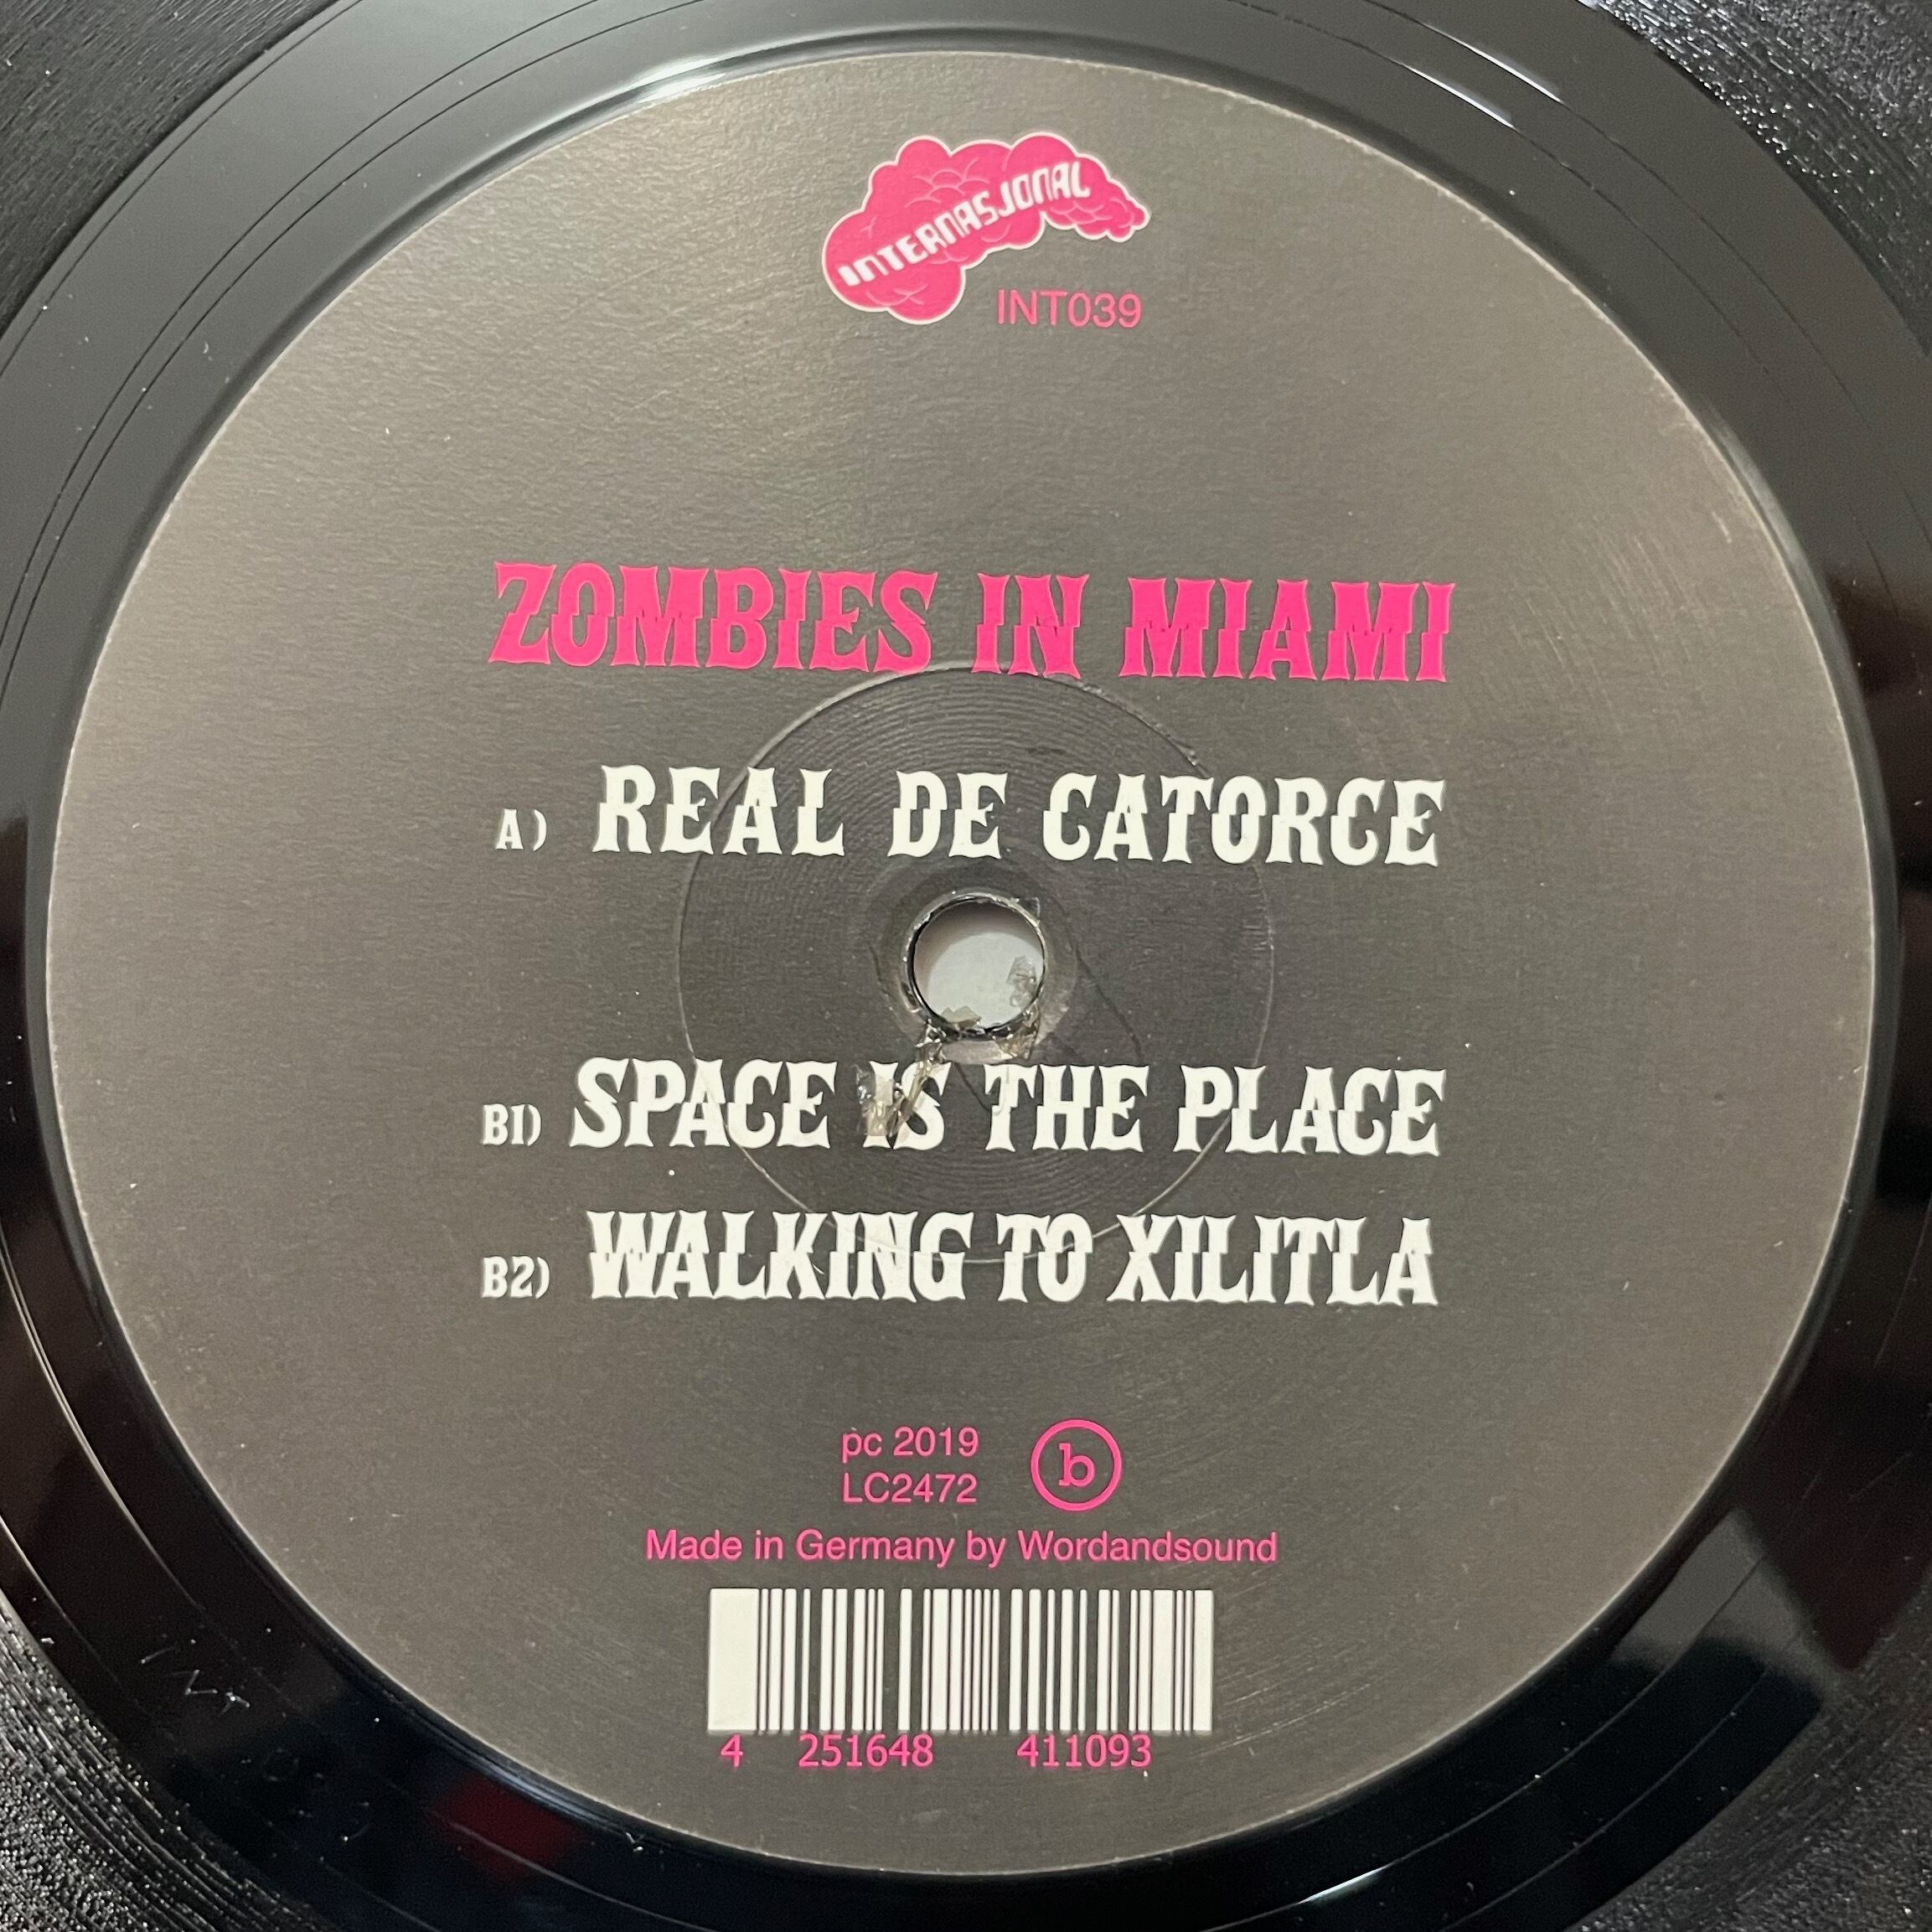 INTERNASJONAL
INT039
ZOMBIES IN MIAMI
A) REAL DE CATORCE
B1) SPACE IS THE PLACE
B2) WALKING TO XILITLA
pc 2019
LC2472
b
Made in Germany by Wordandsound
4 251648 411093
INT